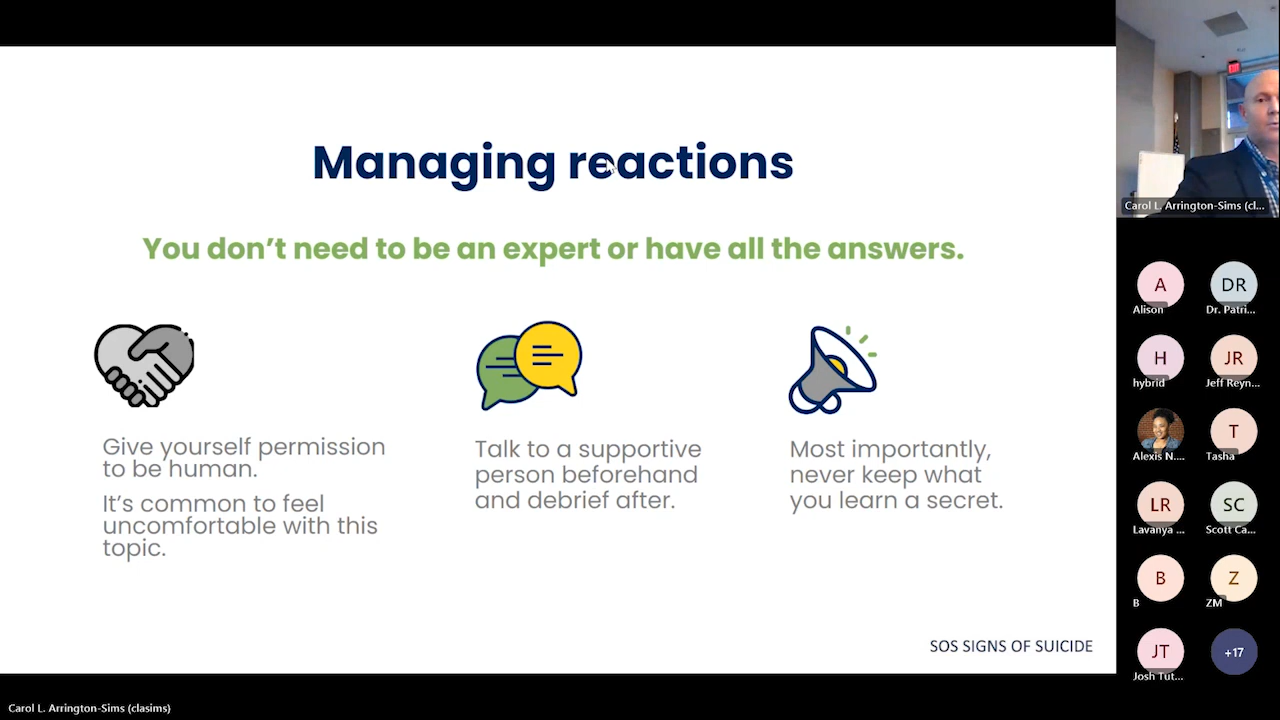 Managing reactions
You don't need to be an expert or have all the answers.
Give yourself permission
to be human.
It's common to feel
uncomfortable with this
topic.
Talk to a supportive
person beforehand
and debrief after.
Most importantly,
never keep what
you learn a secret.
SOS SIGNS OF SUICIDE
Carol L. Arrington-Sims (clasims)
Carol L. Arrington-Sims (cl...
A
Alison
DR
Dr. Patri...
H
hybrid
JR
Jeff Reyn...
Alexis N....
T
Tasha
LR
Lavanya ...
SC
Scott Ca...
B
B
Z
ZM
JT
Josh Tut...
+17